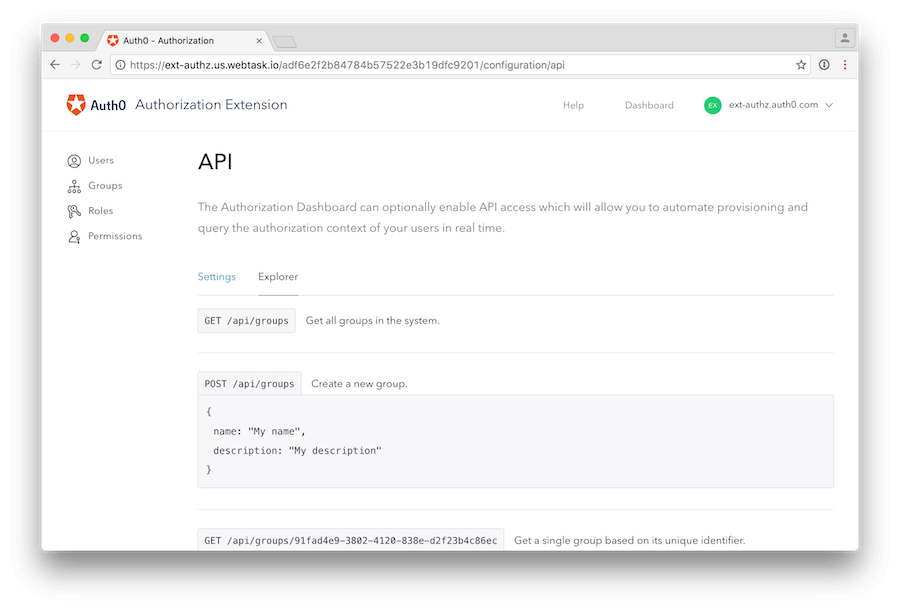 Auth0 - Authorization
https://ext-authz.us.webtask.io/adf6e2f2b84784b57522e3b19dfc9201/configuration/api
Auth0 Authorization Extension
Help
Dashboard
EX
ext-authz.auth0.com
Users
Groups
Roles
Permissions
API
The Authorization Dashboard can optionally enable API access which will allow you to automate provisioning and
query the authorization context of your users in real time.
Settings
Explorer
GET /api/groups Get all groups in the system.
POST /api/groups Create a new group.
{
name: "My name",
description: "My description"
}
GET /api/groups/91fad4e9-3802-4120-838e-d2f23b4c86ec Get a single group based on its unique identifier.